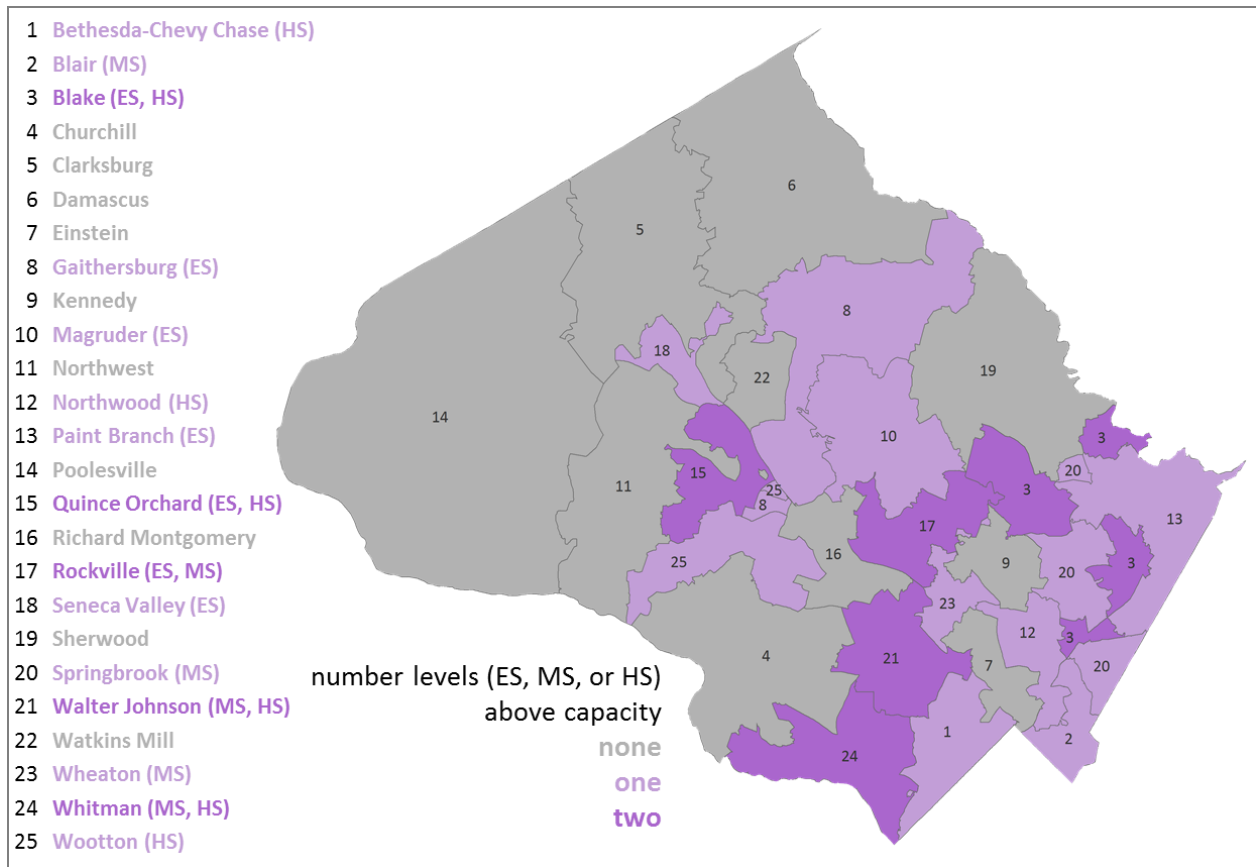 1 Bethesda-Chevy Chase (HS)
2 Blair (MS)
3 Blake (ES, HS)
4 Churchill
5 Clarksburg
6 Damascus
7 Einstein
8 Gaithersburg (ES)
9 Kennedy
10 Magruder (ES)
11 Northwest
12 Northwood (HS)
13 Paint Branch (ES)
14 Poolesville
15 Quince Orchard (ES, HS)
16 Richard Montgomery
17 Rockville (ES, MS)
18 Seneca Valley (ES)
19 Sherwood
20 Springbrook (MS)
21 Walter Johnson (MS, HS)
22 Watkins Mill
23 Wheaton (MS)
24 Whitman (MS, HS)
25 Wootton (HS)
6
5
8
18
22
19
14
10
3
15
20
11
25
8
3
13
17
16
9
3
25
20
23
12
3
4
21
7
20
1
2
24
number levels (ES, MS, or HS)
above capacity
none
one
two